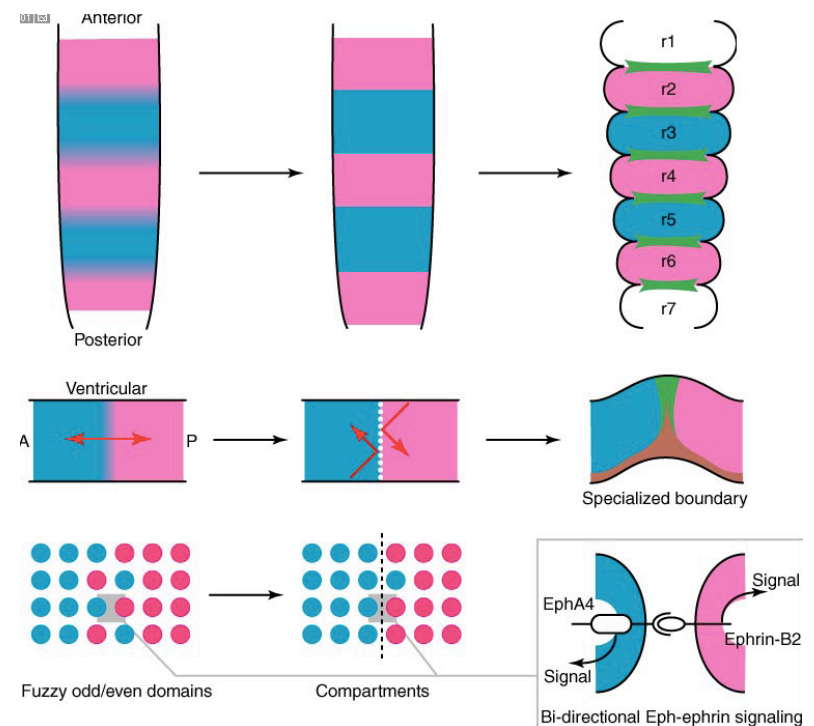 Anterior
r1
r2
r3
r4
r5
r6
r7
Posterior
Ventricular
A
P
Specialized boundary
Fuzzy odd/even domains
Compartments
EphA4
Signal
Ephrin-B2
Signal
Bi-directional Eph-ephrin signaling